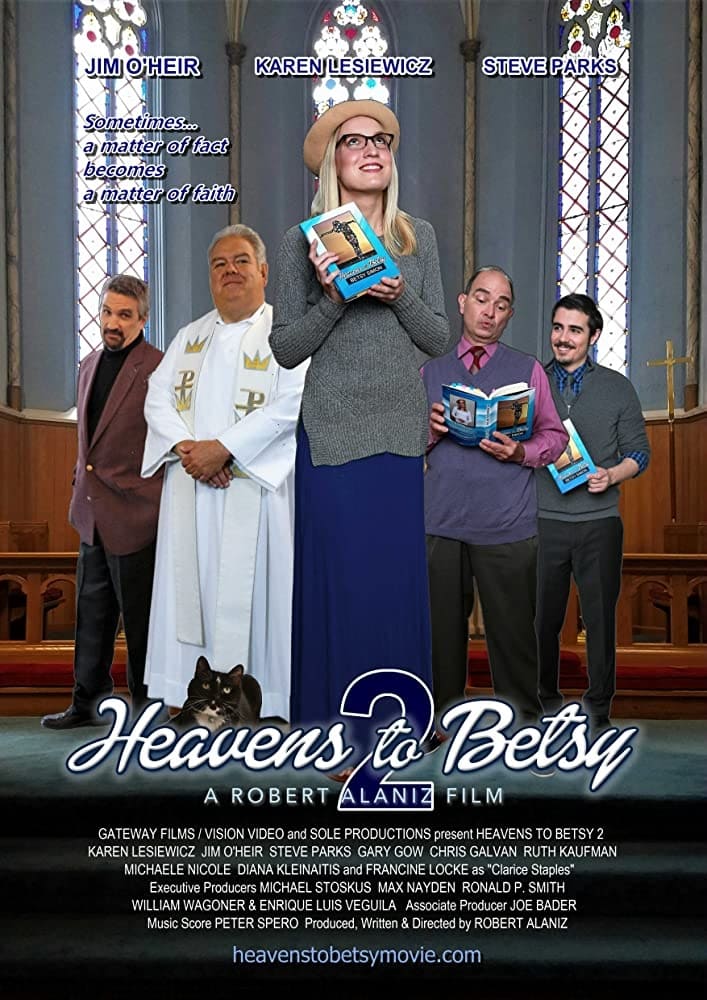 JIM O'HEIR
KAREN LESIEWICZ
STEVE PARKS
Sometimes...
a matter of fact
becomes
a matter of faith
BETSY SIMON
Heavens to Betsy
2
A ROBERT ALANIZ FILM
GATEWAY FILMS / VISION VIDEO and SOLE PRODUCTIONS present HEAVENS TO BETSY 2
KAREN LESIEWICZ JIM O'HEIR STEVE PARKS GARY GOW CHRIS GALVAN RUTH KAUFMAN
MICHAELE NICOLE DIANA KLEINAITIS and FRANCINE LOCKE as "Clarice Staples"
Executive Producers MICHAEL STOSKUS MAX NAYDEN RONALD P. SMITH
WILLIAM WAGONER & ENRIQUE LUIS VEGUILA Associate Producer JOE BADER
Music Score PETER SPERO Produced, Written & Directed by ROBERT ALANIZ
heavenstobetsymovie.com